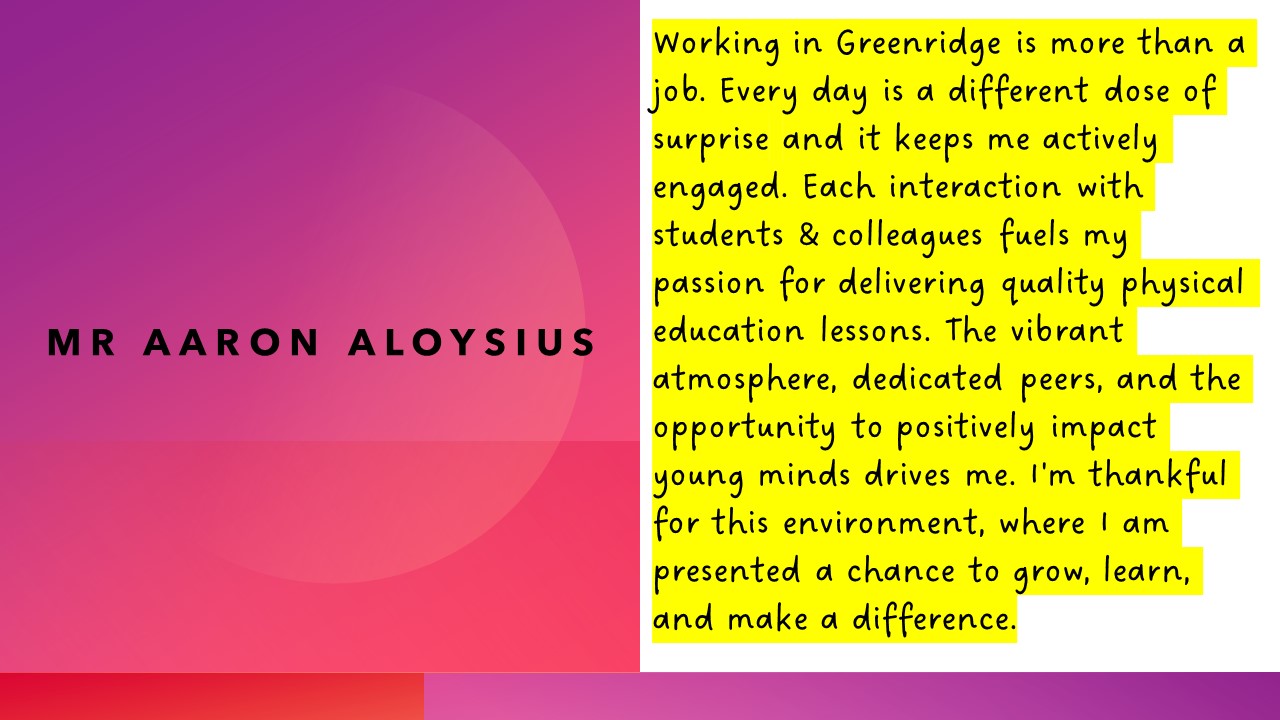 MR AARON ALOYSIUS
Working in Greenridge is more than a
job. Every day is a different dose of
surprise and it keeps me actively
engaged. Each interaction with
students & colleagues fuels my
passion for delivering quality physical
education lessons. The vibrant
atmosphere, dedicated peers, and the
opportunity to positively impact
young minds drives me. I'm thankful
for this environment, where I am
presented a chance to grow, learn,
and make a difference.